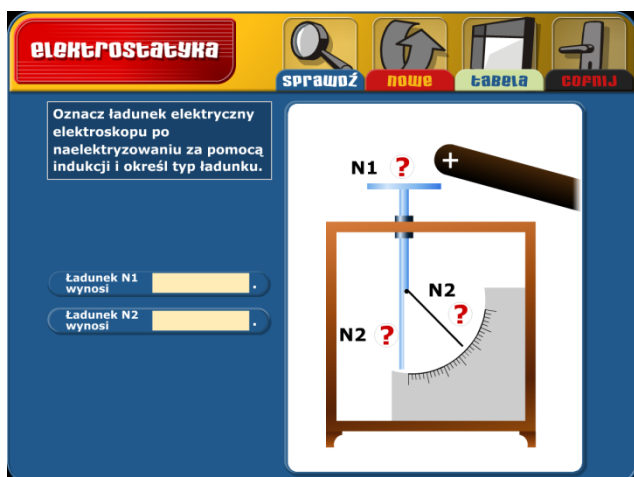 elektrostatyka
sprawdź
nowe
tabela
cofnij
Oznacz ładunek elektryczny
elektroskopu po
naelektryzowaniu za pomocą
indukcji i określ typ ładunku.
N1 ?
+
N2
?
N2 ?
Ładunek N1
wynosi .
Ładunek N2
wynosi .